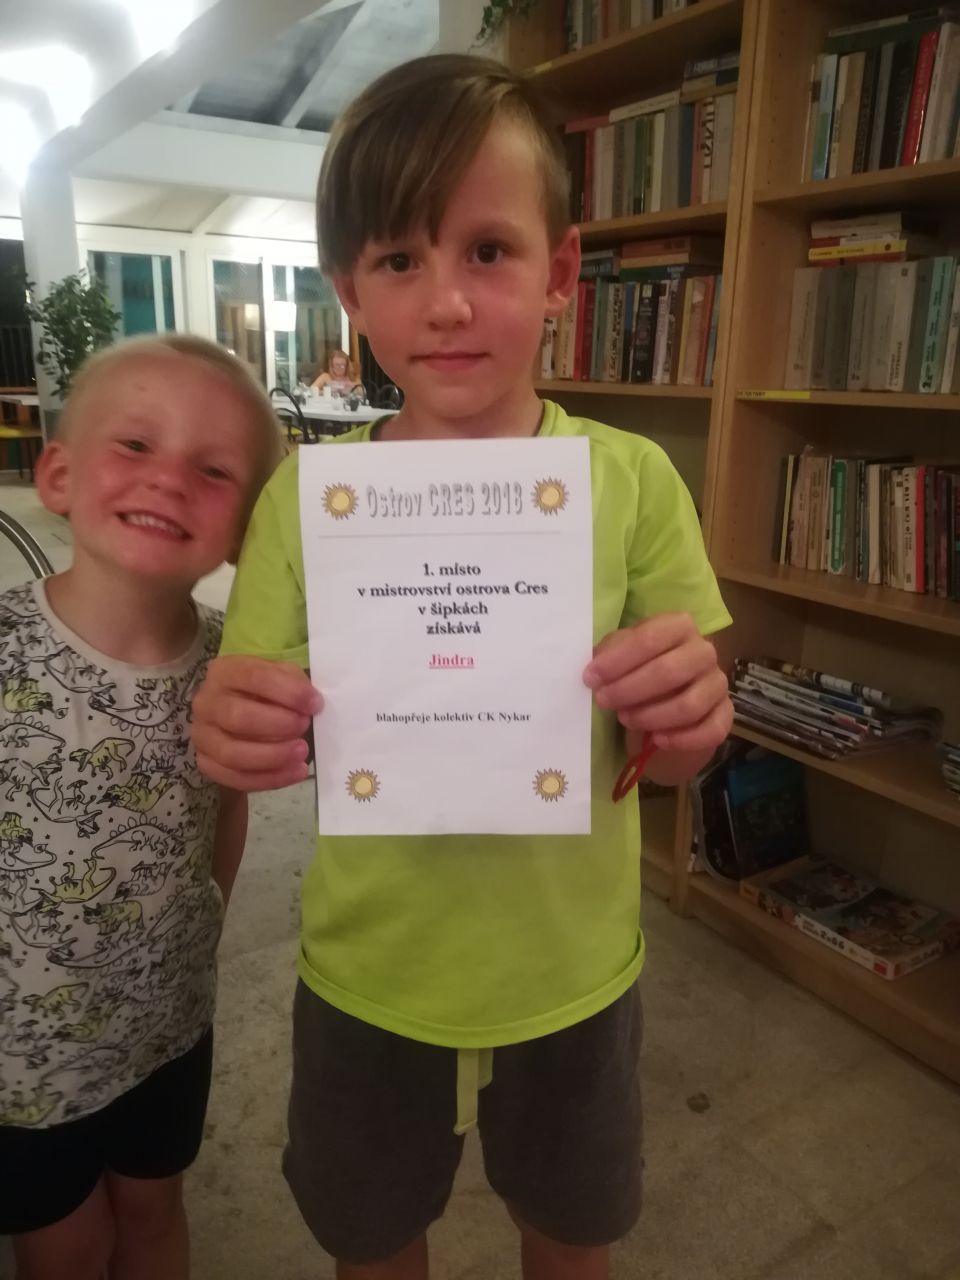 Ostrov CRES 2018
1. místo
v mistrovství ostrova Cres
v šipkách
získává
Jindra
blahopřeje kolektiv CK Nykar